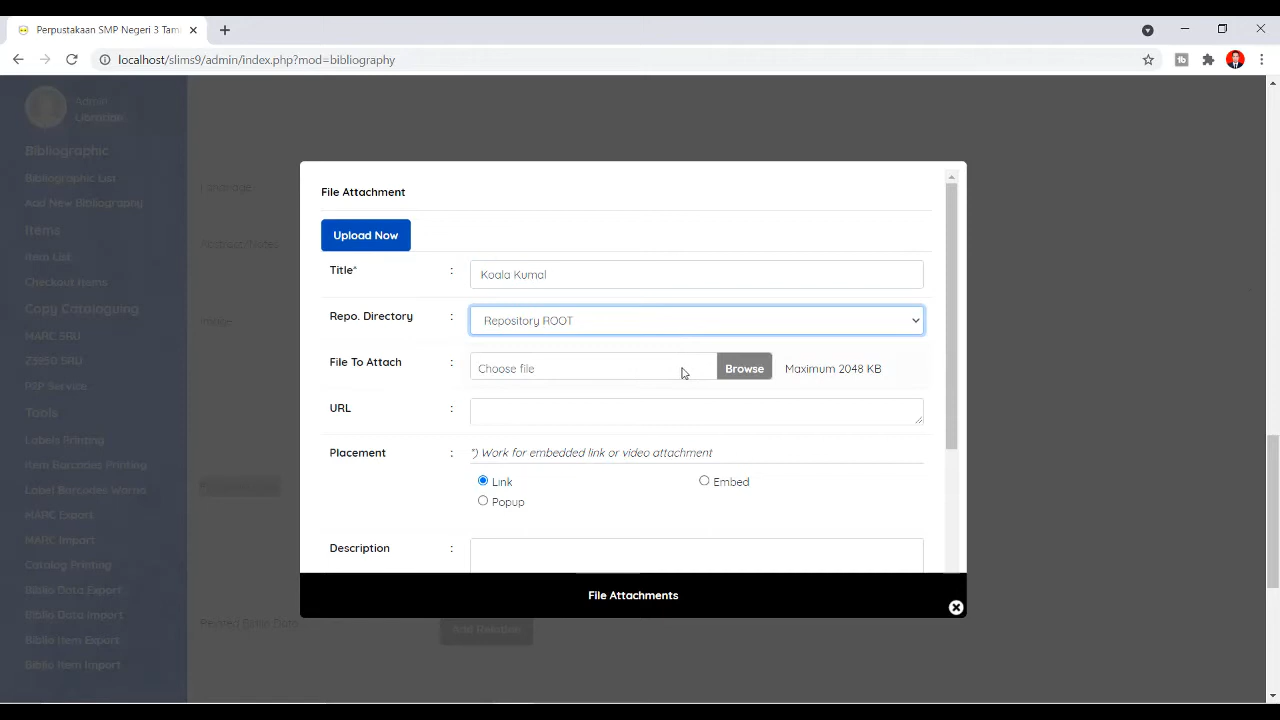 Perpustakaan SMP Negeri 3 Tam
localhost/slims9/admin/index.php?mod=bibliography
Admin
Librarian
Bibliographic
Bibliographic List
Add New Bibliography
Items
Item List
Checkout Items
Copy Cataloguing
MARC SRU
Z3950 SRU
P2P Service
Tools
Labels Printing
Item Barcodes Printing
MARC Export
MARC Import
Catalog Printing
Biblio Data Export
Biblio Data Import
Biblio Item Export
Biblio Item Import
Language
Abstract/Notes
Image
Related Biblio Data
Add Relation
File Attachment
Upload Now
Title* : Koala Kumal
Repo. Directory : Repository ROOT
File To Attach : Choose file Browse Maximum 2048 KB
URL :
Placement : *) Work for embedded link or video attachment
Link Embed
Popup
Description :
File Attachments